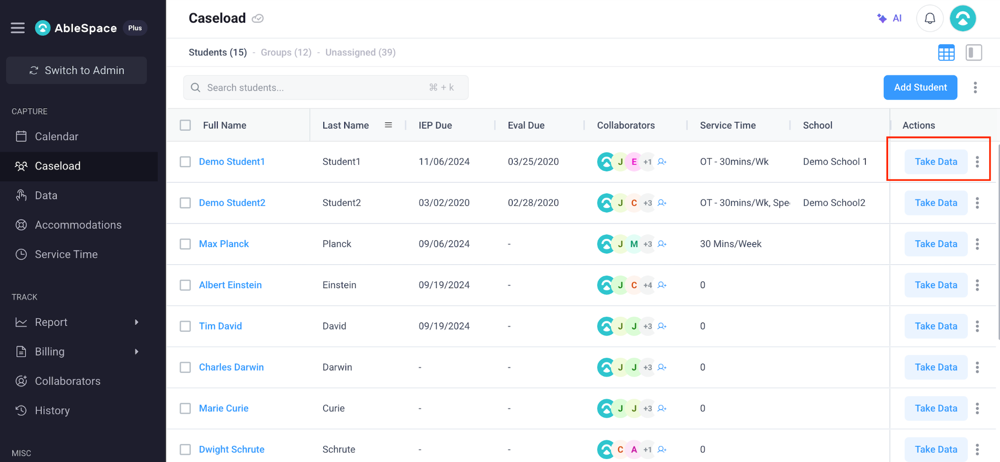 AbleSpace Plus
Switch to Admin
CAPTURE
Calendar
Caseload
Data
Accommodations
Service Time
TRACK
Report
Billing
Collaborators
History
MISC
Caseload
AI
Students (15) - Groups (12) - Unassigned (39)
Search students... ⌘ + k
Add Student
Full Name Last Name IEP Due Eval Due Collaborators Service Time School Actions
Demo Student1 Student1 11/06/2024 03/25/2020 J E +1 OT - 30mins/Wk Demo School 1 Take Data
Demo Student2 Student2 03/02/2020 02/28/2020 J C +3 OT - 30mins/Wk, Spe Demo School2 Take Data
Max Planck Planck 09/06/2024 - J M +3 30 Mins/Week Take Data
Albert Einstein Einstein 09/19/2024 - J C +4 0 Take Data
Tim David David 09/19/2024 - J J +3 0 Take Data
Charles Darwin Darwin - - J J +3 0 Take Data
Marie Curie Curie - - J J +3 0 Take Data
Dwight Schrute Schrute - - C A +1 0 Take Data